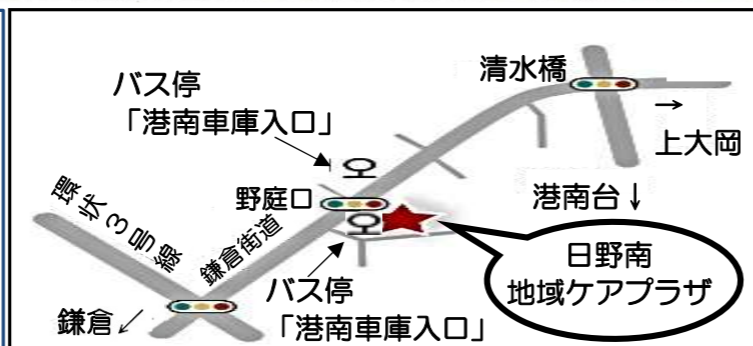 清水橋
バス停
「港南車庫入口」
→
上大岡
野庭口
港南台↓
環状3号線
鎌倉街道
日野南
地域ケアプラザ
バス停
「港南車庫入口」
鎌倉↙